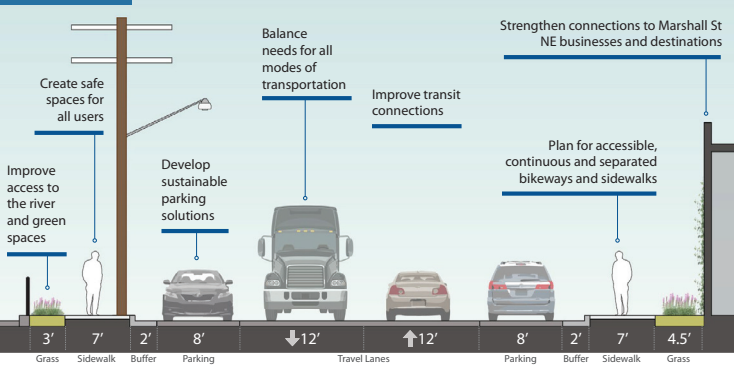 Strengthen connections to Marshall St
NE businesses and destinations
Balance
needs for all
modes of
transportation
Create safe
spaces for
all users
Improve transit
connections
Plan for accessible,
continuous and separated
bikeways and sidewalks
Improve
access to
the river
and green
spaces
Develop
sustainable
parking
solutions
3’ 7’ 2’ 8’ 12’ 12’ 8’ 2’ 7’ 4.5’
Grass Sidewalk Buffer Parking Travel Lanes Parking Buffer Sidewalk Grass